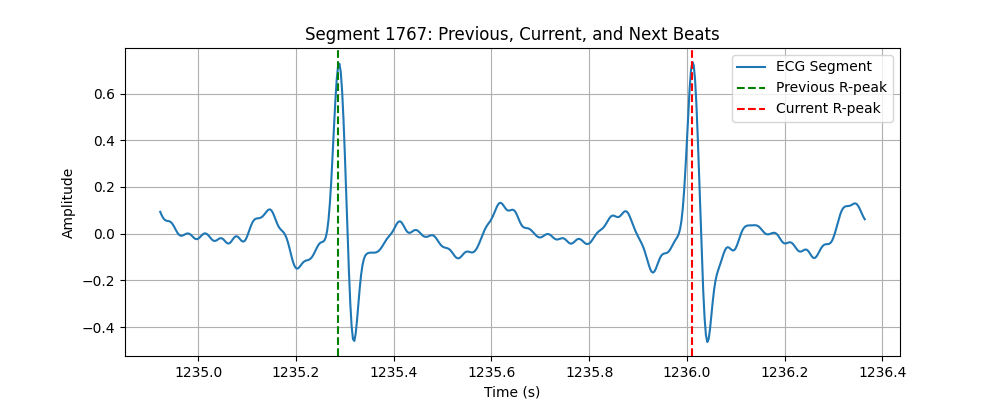 Segment 1767: Previous, Current, and Next Beats
ECG Segment
Previous R-peak
Current R-peak
Amplitude
0.6
0.4
0.2
0.0
−0.2
−0.4
1235.0 1235.2 1235.4 1235.6 1235.8 1236.0 1236.2 1236.4
Time (s)